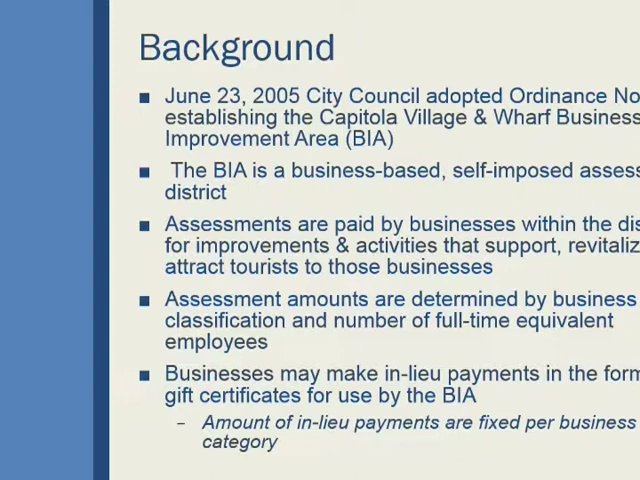 Background
■ June 23, 2005 City Council adopted Ordinance No
establishing the Capitola Village & Wharf Business
Improvement Area (BIA)
■ The BIA is a business-based, self-imposed assess
district
■ Assessments are paid by businesses within the dis
for improvements & activities that support, revitaliz
attract tourists to those businesses
■ Assessment amounts are determined by business
classification and number of full-time equivalent
employees
■ Businesses may make in-lieu payments in the form
gift certificates for use by the BIA
– Amount of in-lieu payments are fixed per business
category